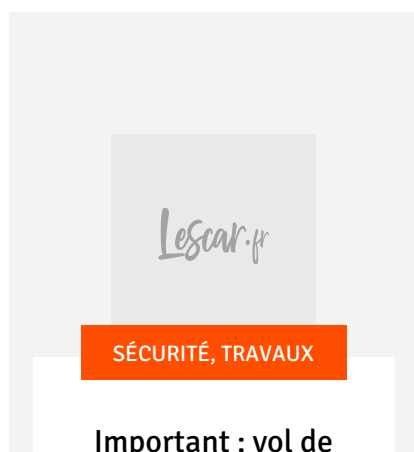 Lescar.fr
SÉCURITÉ, TRAVAUX
Important : vol de